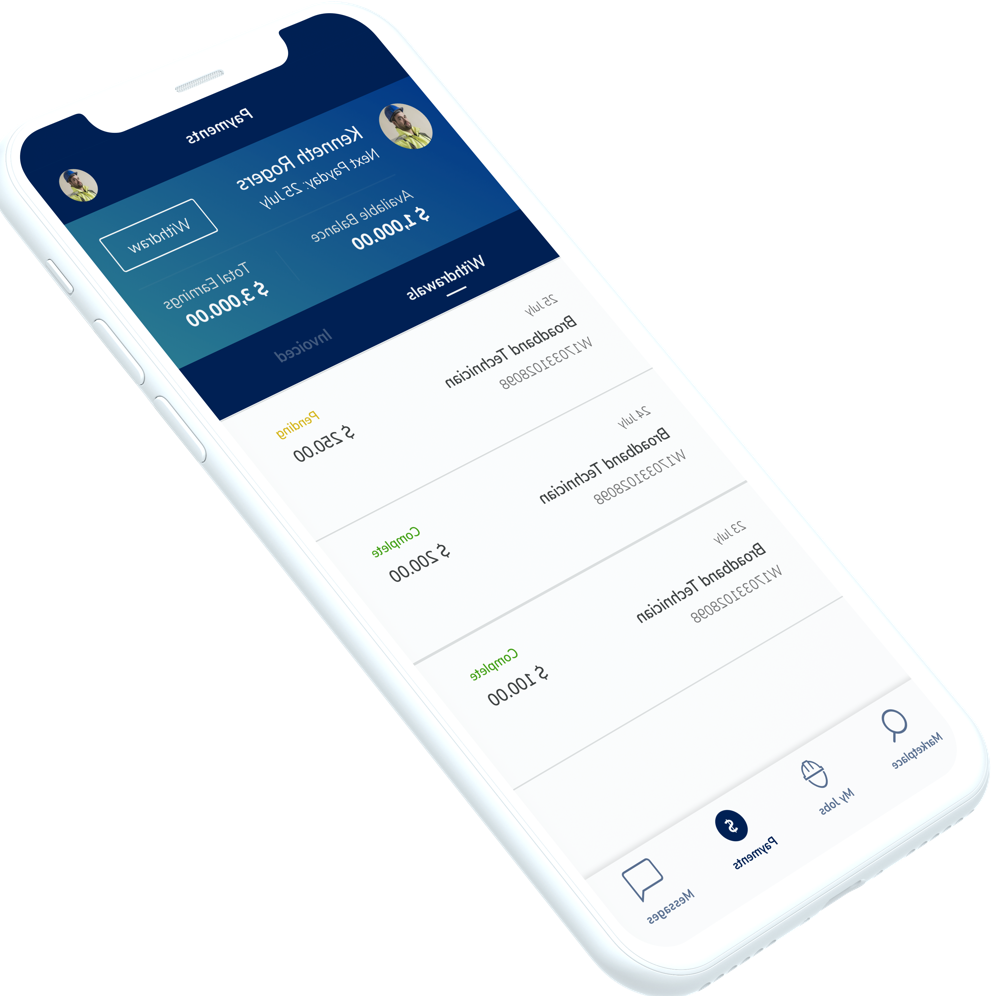 Payments
Kenneth Rogers
Next Payday: 25 July
Withdraw
Available Balance
$ 1,000.00
Total Earnings
$ 3,000.00
Withdrawals
Invoiced
25 July
Broadband Technician
W170331028098
Pending
$ 250.00
24 July
Broadband Technician
W170331028098
Complete
$ 200.00
23 July
Broadband Technician
W170331028098
Complete
$ 100.00
Marketplace
My Jobs
$
Payments
Messages